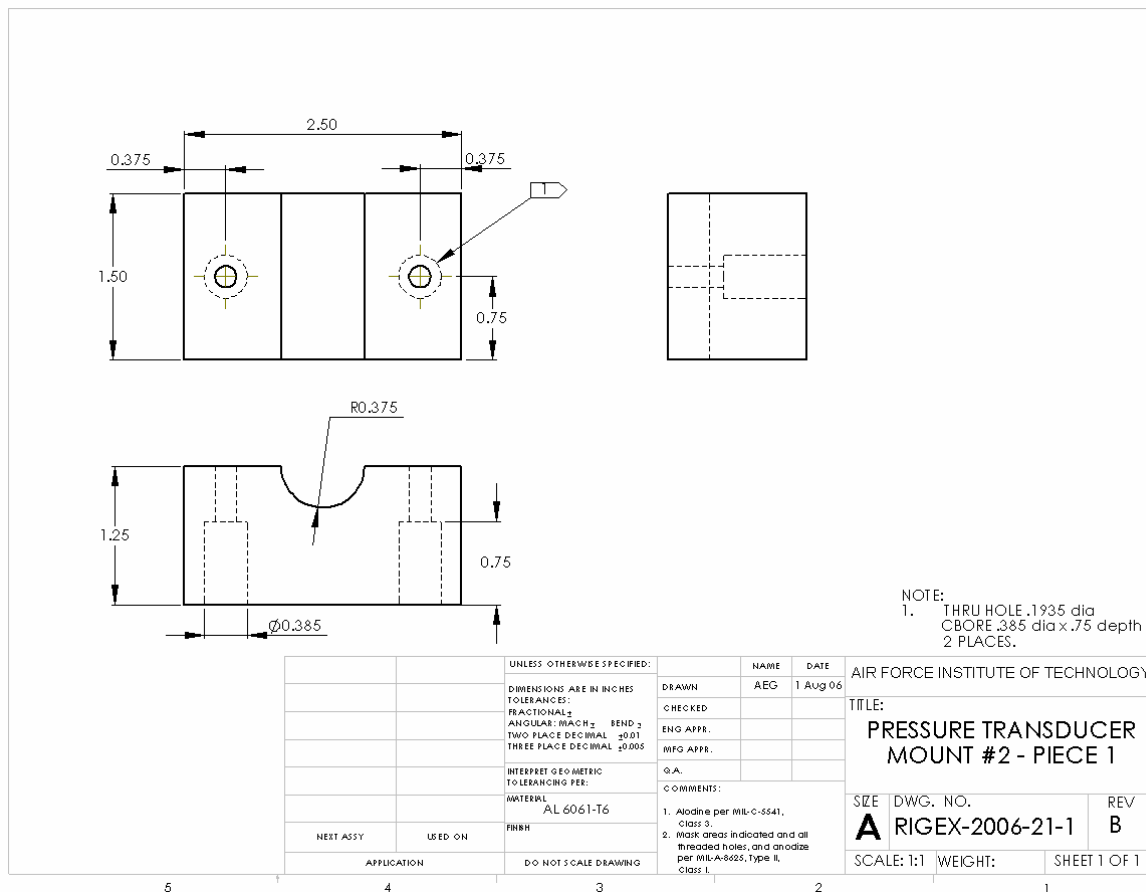 2.50
0.375
0.375
1
1.50
0.75
R0.375
1.25
0.75
Ø0.385
NOTE:
1. THRU HOLE .1935 dia
CBORE .385 dia x .75 depth
2 PLACES.
UNLESS OTHERWISE SPECIFIED:
DIMENSIONS ARE IN INCHES
TOLERANCES:
FRACTIONAL±
ANGULAR: MACH± BEND ±
TWO PLACE DECIMAL ±0.01
THREE PLACE DECIMAL ±0.005
INTERPRET GEOMETRIC
TOLERANCING PER:
MATERIAL
AL 6061-T6
FINISH
DO NOT SCALE DRAWING
NEXT ASSY
USED ON
APPLICATION
NAME
DATE
DRAWN
AEG
1 Aug 06
CHECKED
ENG APPR.
MFG APPR.
Q.A.
COMMENTS:
1. Alodine per MIL-C-5541,
Class 3.
2. Mask areas indicated and all
threaded holes, and anodize
per MIL-A-8625, Type II,
Class I.
AIR FORCE INSTITUTE OF TECHNOLOGY
TITLE:
PRESSURE TRANSDUCER
MOUNT #2 - PIECE 1
SIZE
A
DWG. NO.
RIGEX-2006-21-1
REV
B
SCALE: 1:1
WEIGHT:
SHEET 1 OF 1
5
4
3
2
1